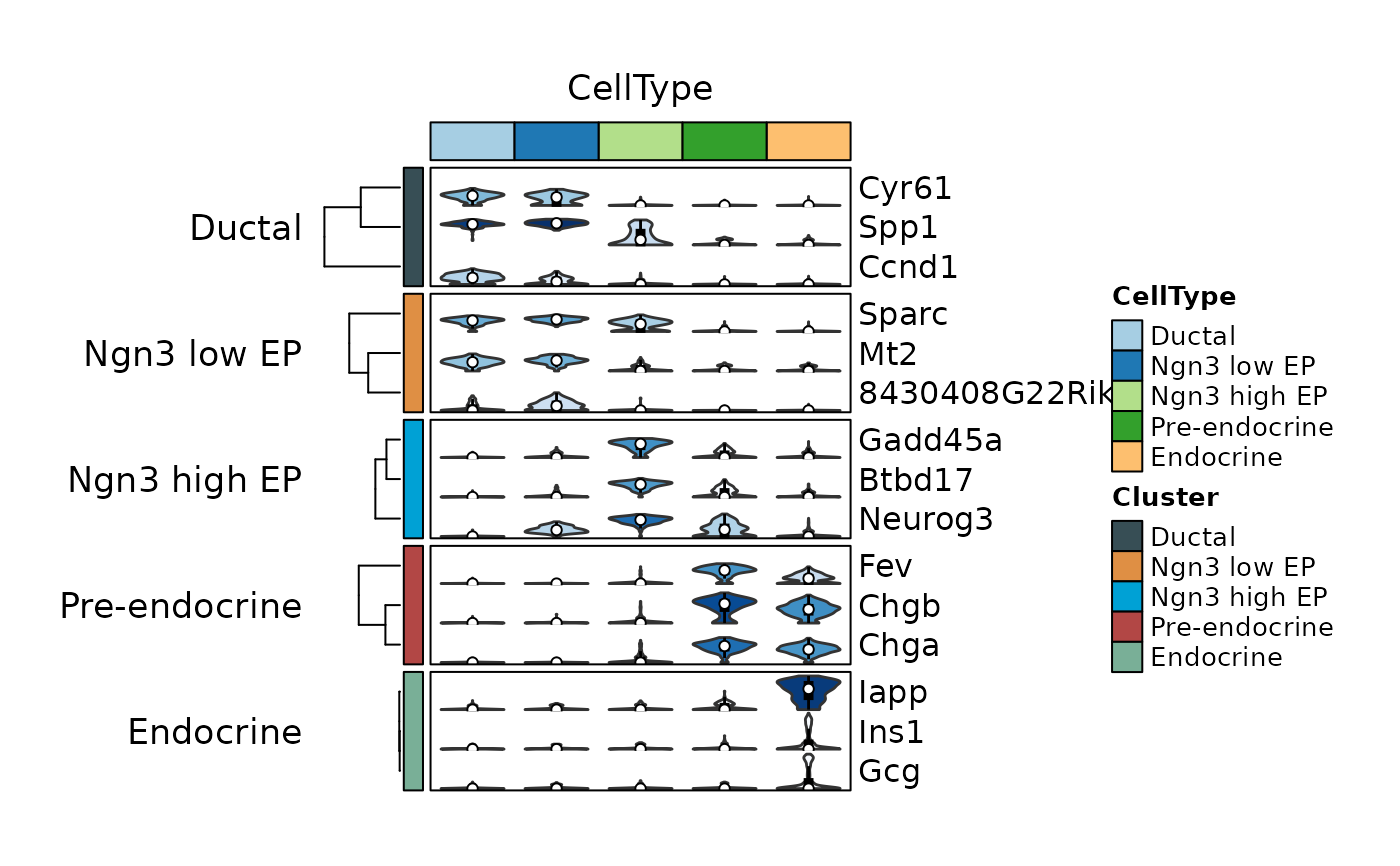 CellType
Ductal
Cyr61
Spp1
Ccnd1
Ngn3 low EP
Sparc
Mt2
8430408G22Rik
Ngn3 high EP
Gadd45a
Btbd17
Neurog3
Pre-endocrine
Fev
Chgb
Chga
Endocrine
Iapp
Ins1
Gcg
CellType
Ductal
Ngn3 low EP
Ngn3 high EP
Pre-endocrine
Endocrine
Cluster
Ductal
Ngn3 low EP
Ngn3 high EP
Pre-endocrine
Endocrine